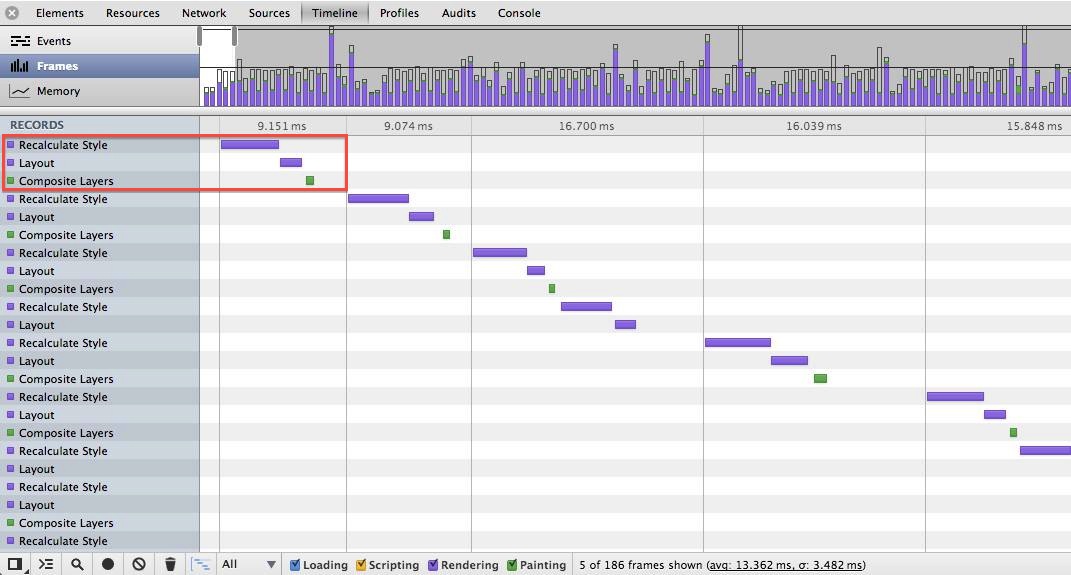 Elements Resources Network Sources Timeline Profiles Audits Console
Events
Frames
Memory
RECORDS 9.151 ms 9.074 ms 16.700 ms 16.039 ms 15.848 ms
Recalculate Style
Layout
Composite Layers
Recalculate Style
Layout
Composite Layers
Recalculate Style
Layout
Composite Layers
Recalculate Style
Layout
Recalculate Style
Layout
Composite Layers
Recalculate Style
Layout
Composite Layers
Recalculate Style
Layout
Recalculate Style
Layout
Composite Layers
Recalculate Style
All Loading Scripting Rendering Painting 5 of 186 frames shown (avg: 13.362 ms, σ: 3.482 ms)